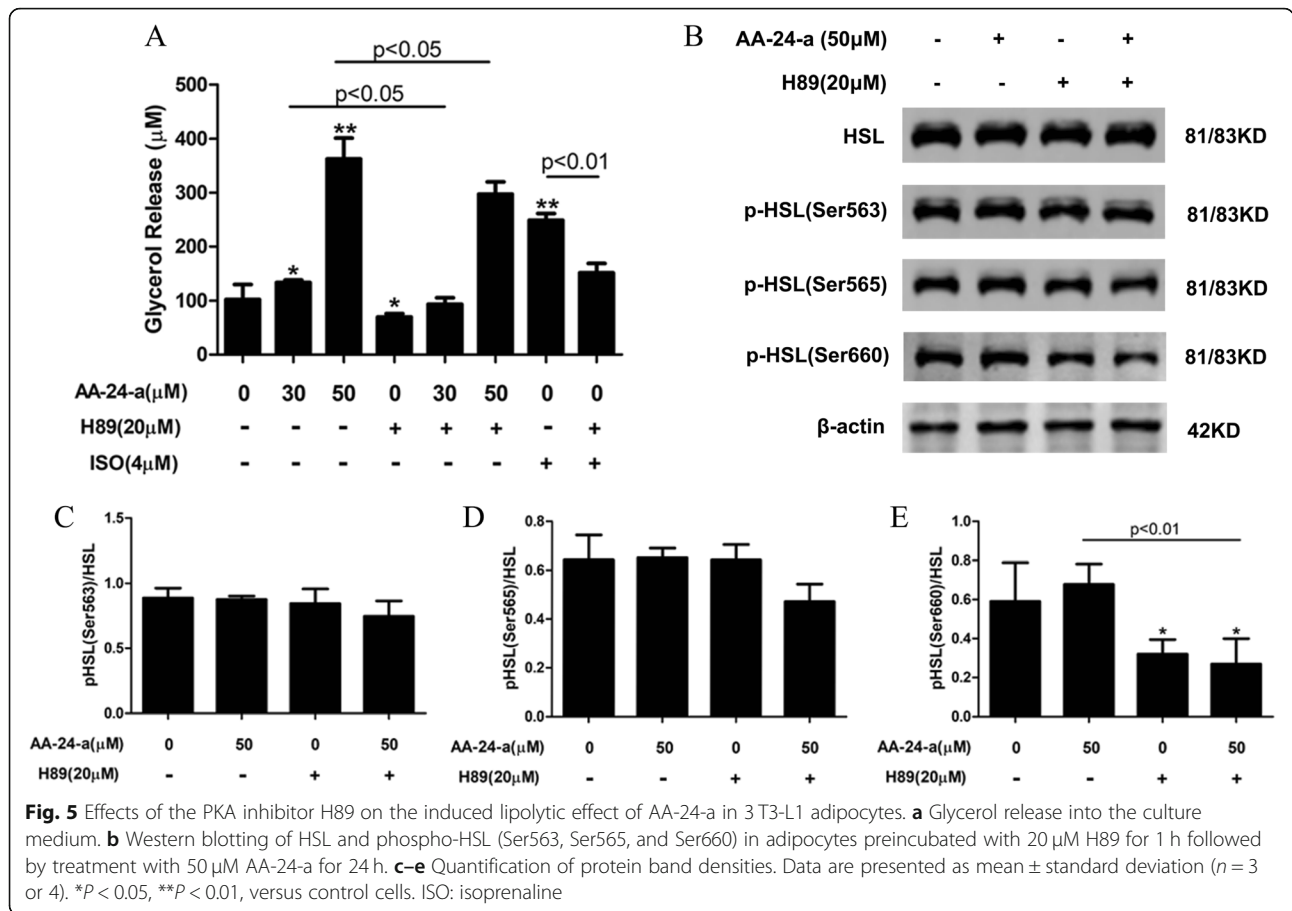 A
p<0.05
p<0.05
p<0.01
** * * **
500
400
300
200
100
0
Glycerol Release (μM)
AA-24-a(μM) 0 30 50 0 30 50 0 0
H89(20μM) - - - + + + - +
ISO(4μM) - - - - - - + +
B
AA-24-a (50μM) - + - +
H89(20μM) - - + +
HSL 81/83KD
p-HSL(Ser563) 81/83KD
p-HSL(Ser565) 81/83KD
p-HSL(Ser660) 81/83KD
β-actin 42KD
C
1.5
1.0
0.5
0.0
pHSL(Ser563)/HSL
AA-24-a(μM) 0 50 0 50
H89(20μM) - - + +
D
0.8
0.6
0.4
0.2
0.0
pHSL(Ser565)/HSL
AA-24-a(μM) 0 50 0 50
H89(20μM) - - + +
E
p<0.01
* *
1.0
0.8
0.6
0.4
0.2
0.0
pHSL(Ser660)/HSL
AA-24-a(μM) 0 50 0 50
H89(20μM) - - + +
Fig. 5 Effects of the PKA inhibitor H89 on the induced lipolytic effect of AA-24-a in 3 T3-L1 adipocytes. a Glycerol release into the culture
medium. b Western blotting of HSL and phospho-HSL (Ser563, Ser565, and Ser660) in adipocytes preincubated with 20 μM H89 for 1 h followed
by treatment with 50 μM AA-24-a for 24 h. c–e Quantification of protein band densities. Data are presented as mean ± standard deviation (n = 3
or 4). *P < 0.05, **P < 0.01, versus control cells. ISO: isoprenaline